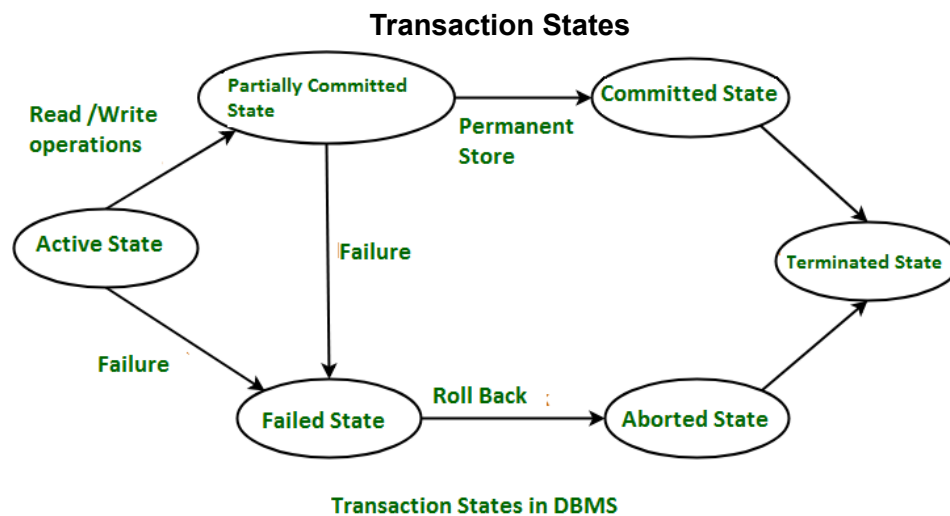 Transaction States
Partially Committed
State
Committed State
Read /Write
operations
Permanent
Store
Active State
Failure
Terminated State
Failure
Roll Back
Failed State
Aborted State
Transaction States in DBMS